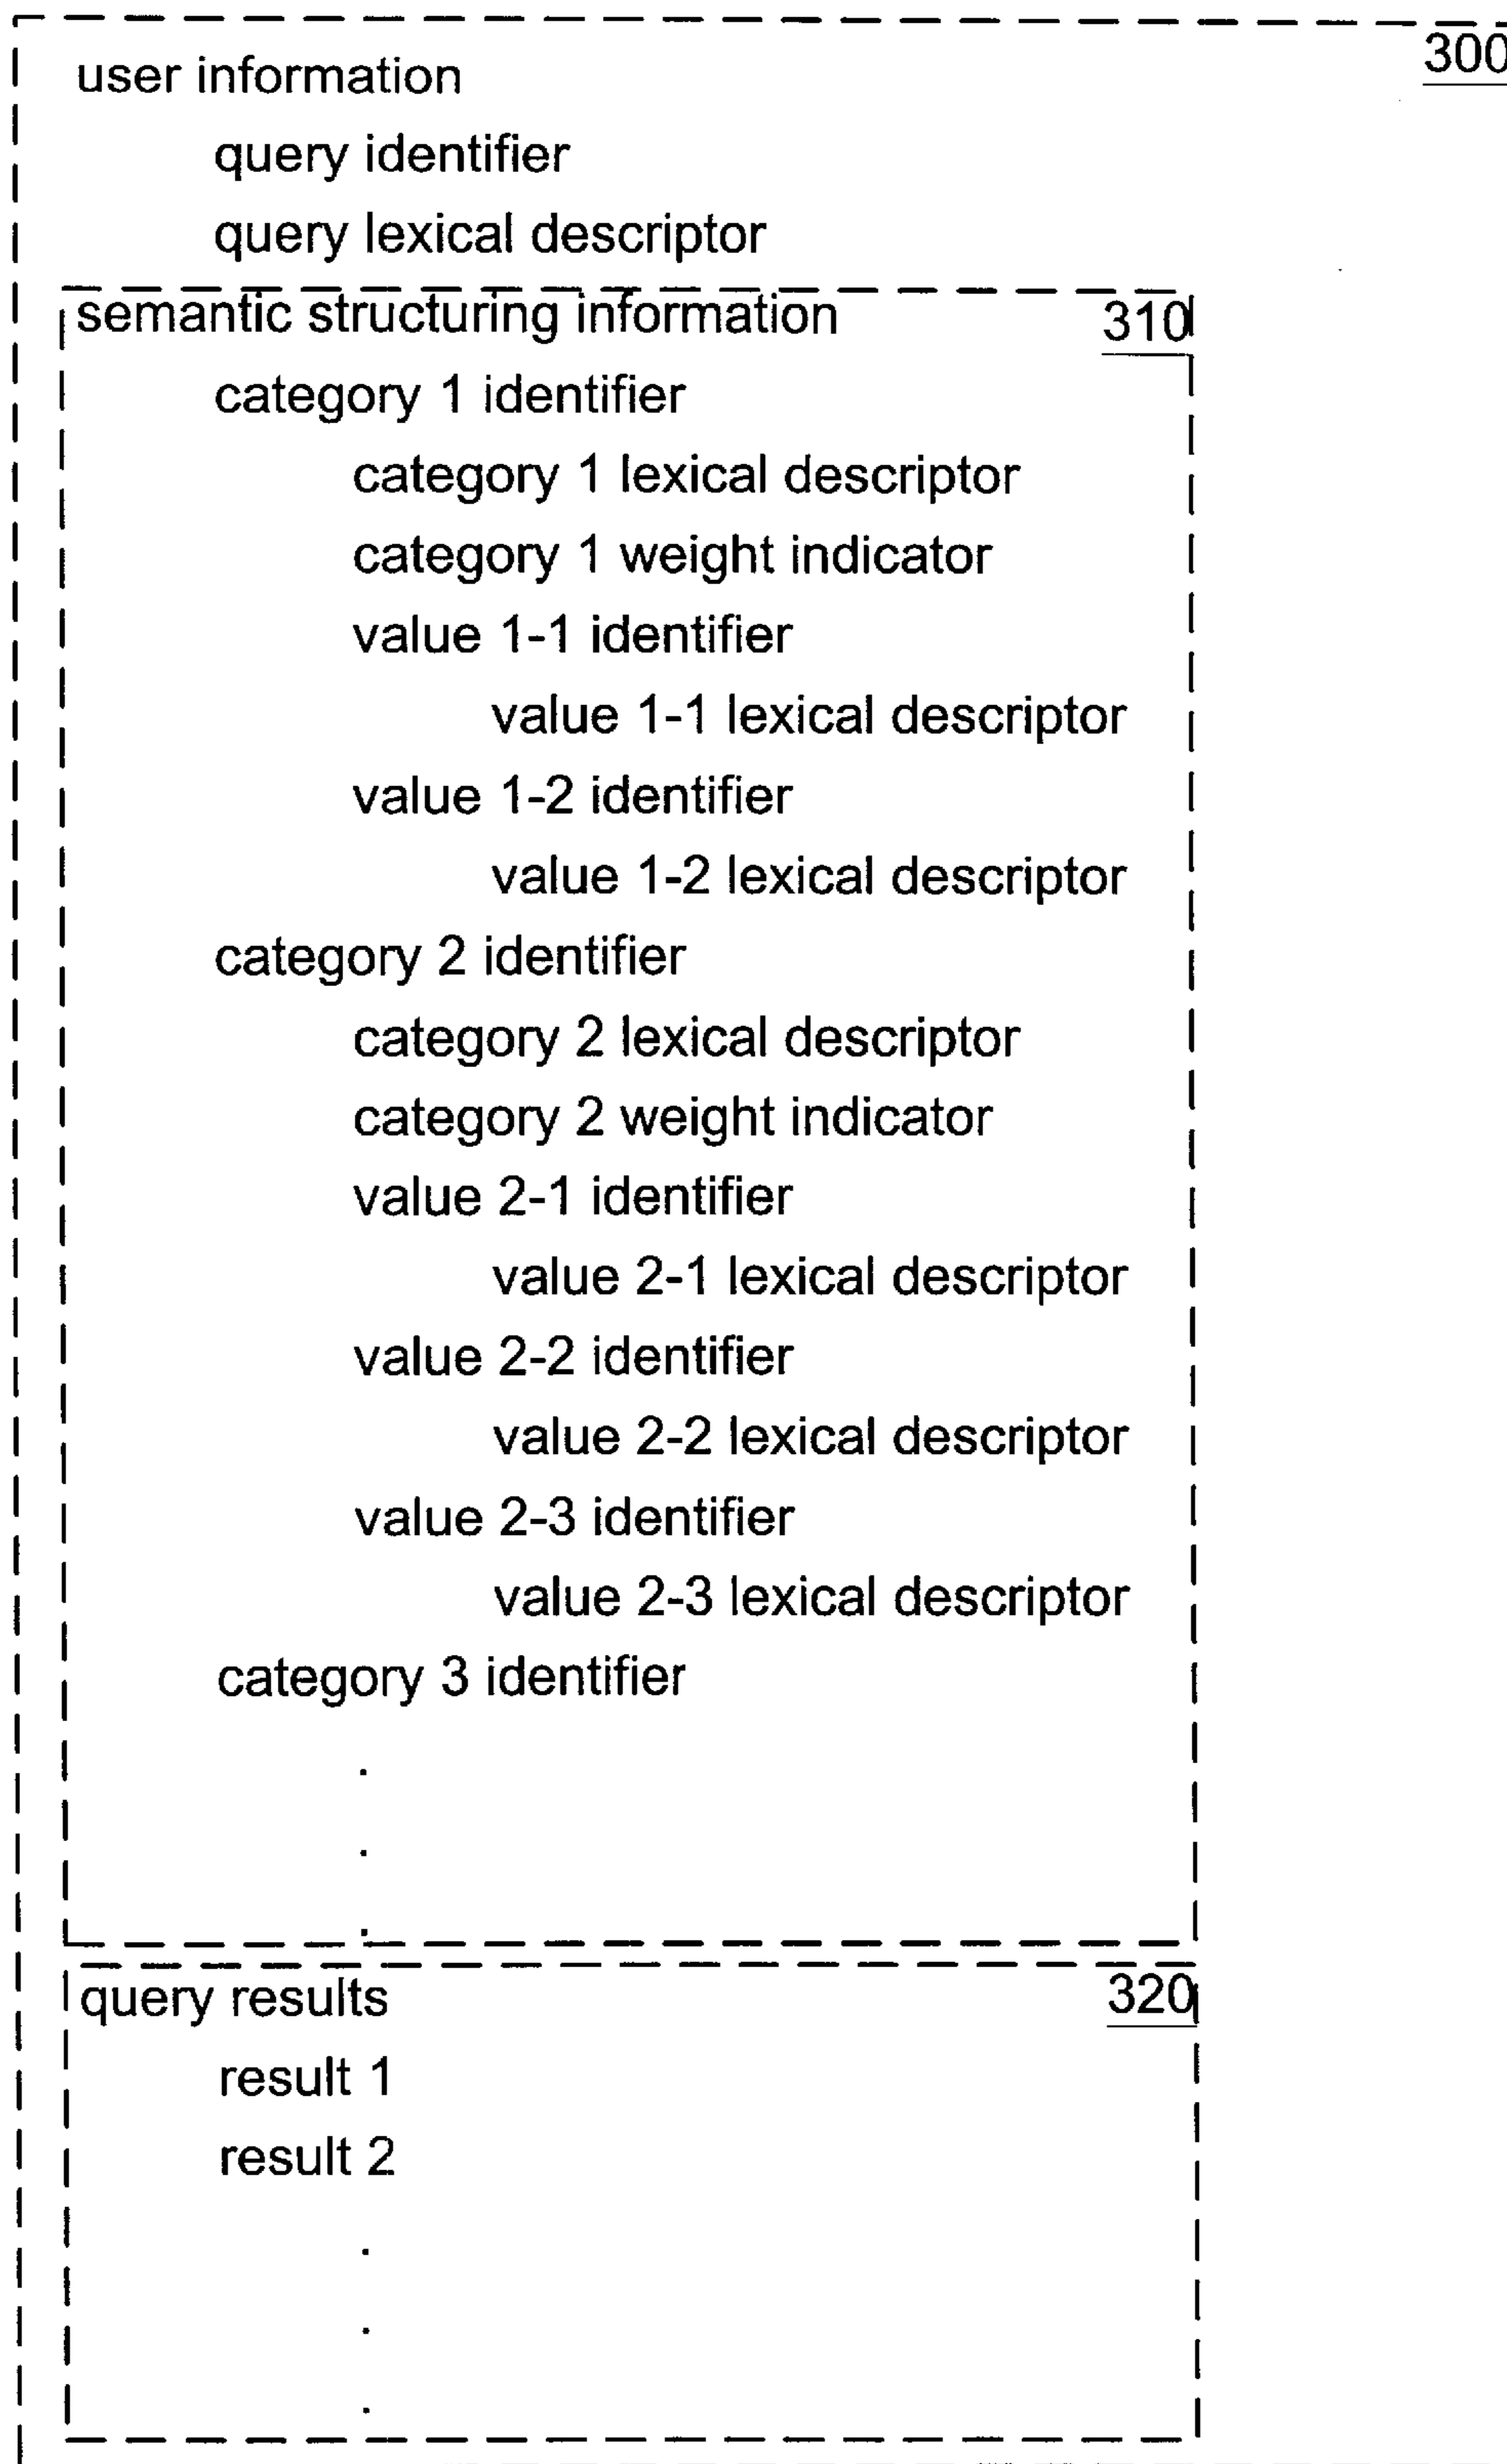 300
user information
query identifier
query lexical descriptor
semantic structuring information 310
category 1 identifier
category 1 lexical descriptor
category 1 weight indicator
value 1-1 identifier
value 1-1 lexical descriptor
value 1-2 identifier
value 1-2 lexical descriptor
category 2 identifier
category 2 lexical descriptor
category 2 weight indicator
value 2-1 identifier
value 2-1 lexical descriptor
value 2-2 identifier
value 2-2 lexical descriptor
value 2-3 identifier
value 2-3 lexical descriptor
category 3 identifier
.
.
.
query results 320
result 1
result 2
.
.
.